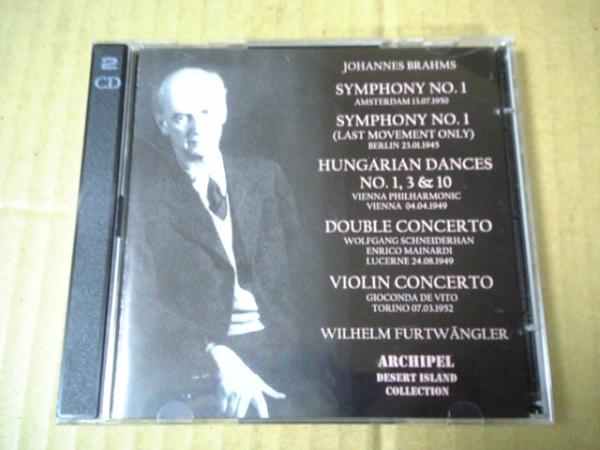 2
CD
JOHANNES BRAHMS
SYMPHONY NO. 1
AMSTERDAM 13.07.1950
SYMPHONY NO. 1
(LAST MOVEMENT ONLY)
BERLIN 23.01.1945
HUNGARIAN DANCES
NO. 1, 3 & 10
VIENNA PHILHARMONIC
VIENNA 04.04.1949
DOUBLE CONCERTO
WOLFGANG SCHNEIDERHAN
ENRICO MAINARDI
LUCERNE 24.08.1949
VIOLIN CONCERTO
GIOCONDA DE VITO
TORINO 07.03.1952
WILHELM FURTWÄNGLER
ARCHIPEL
DESERT ISLAND
COLLECTION